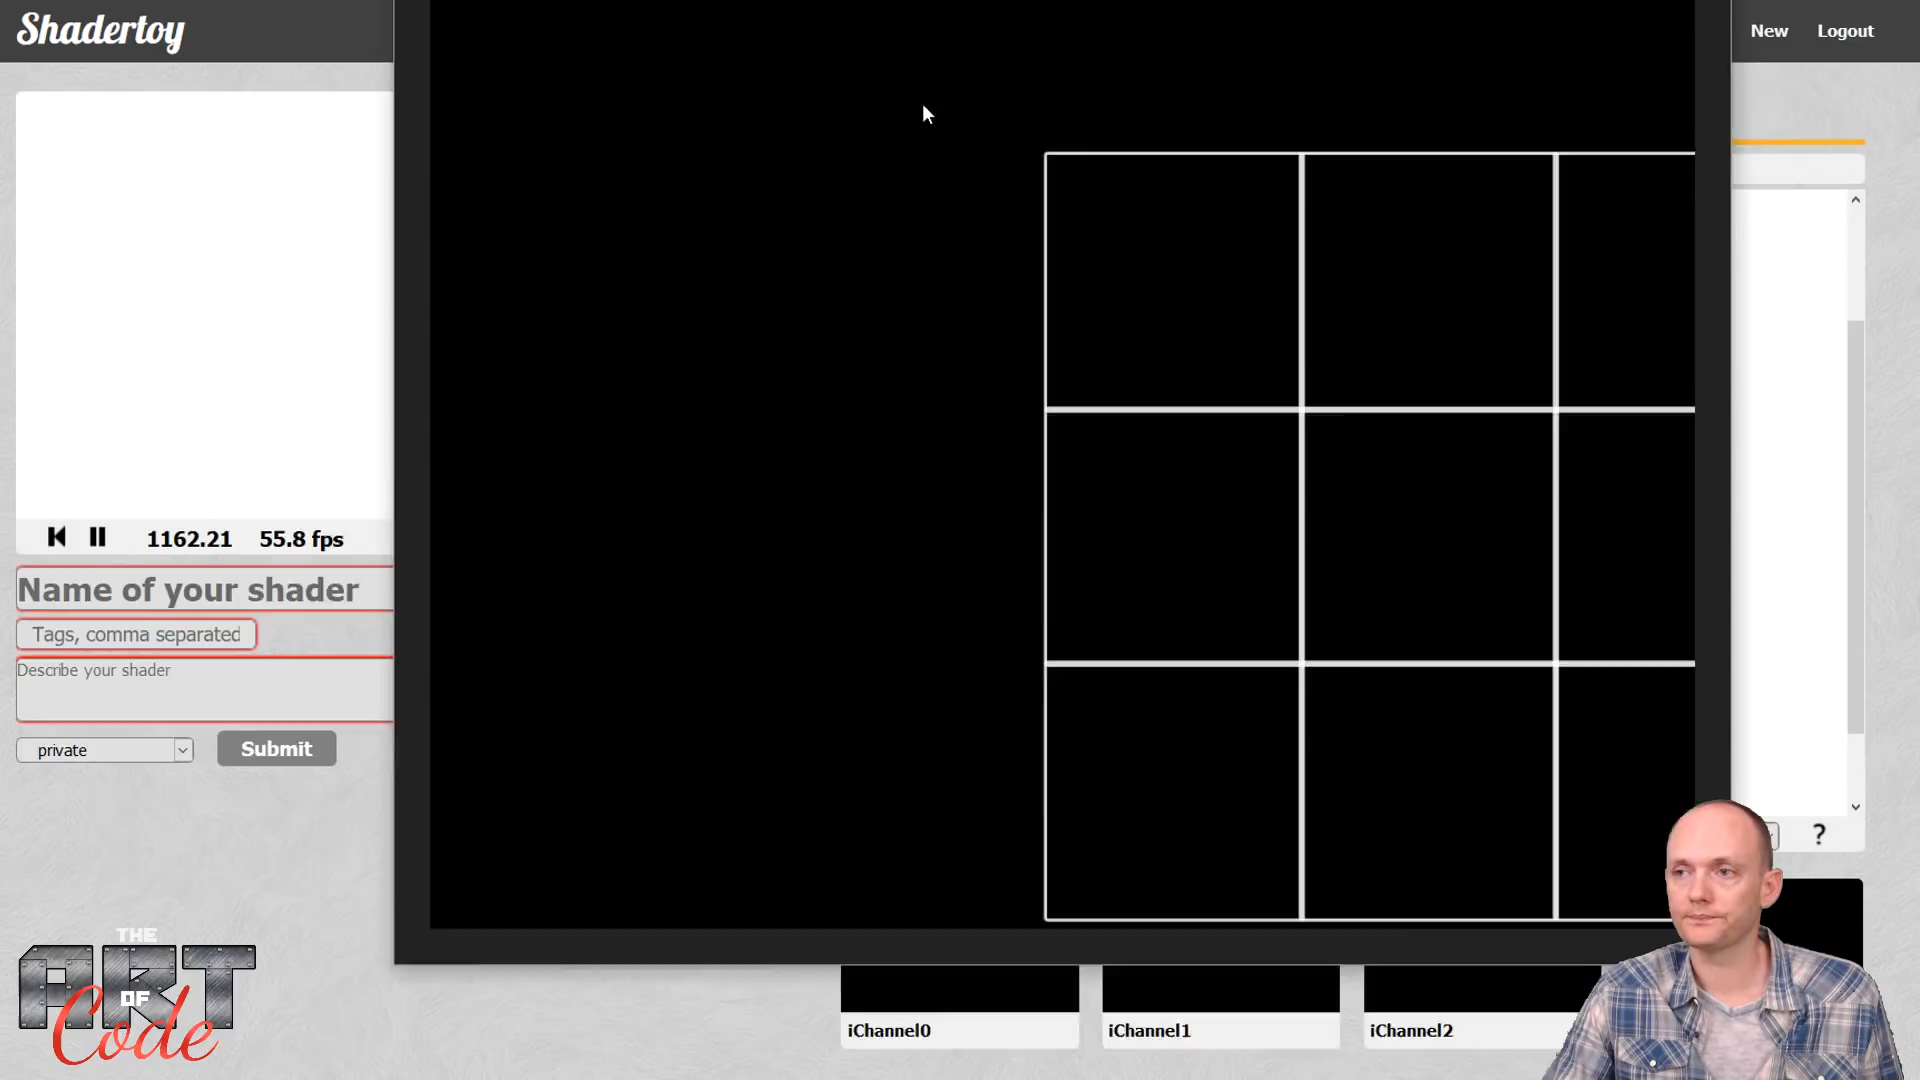 Shadertoy
New
Logout
1162.21
55.8 fps
Name of your shader
Tags, comma separated
Describe your shader
private
Submit
?
THE
ART
OF
Code
iChannel0
iChannel1
iChannel2